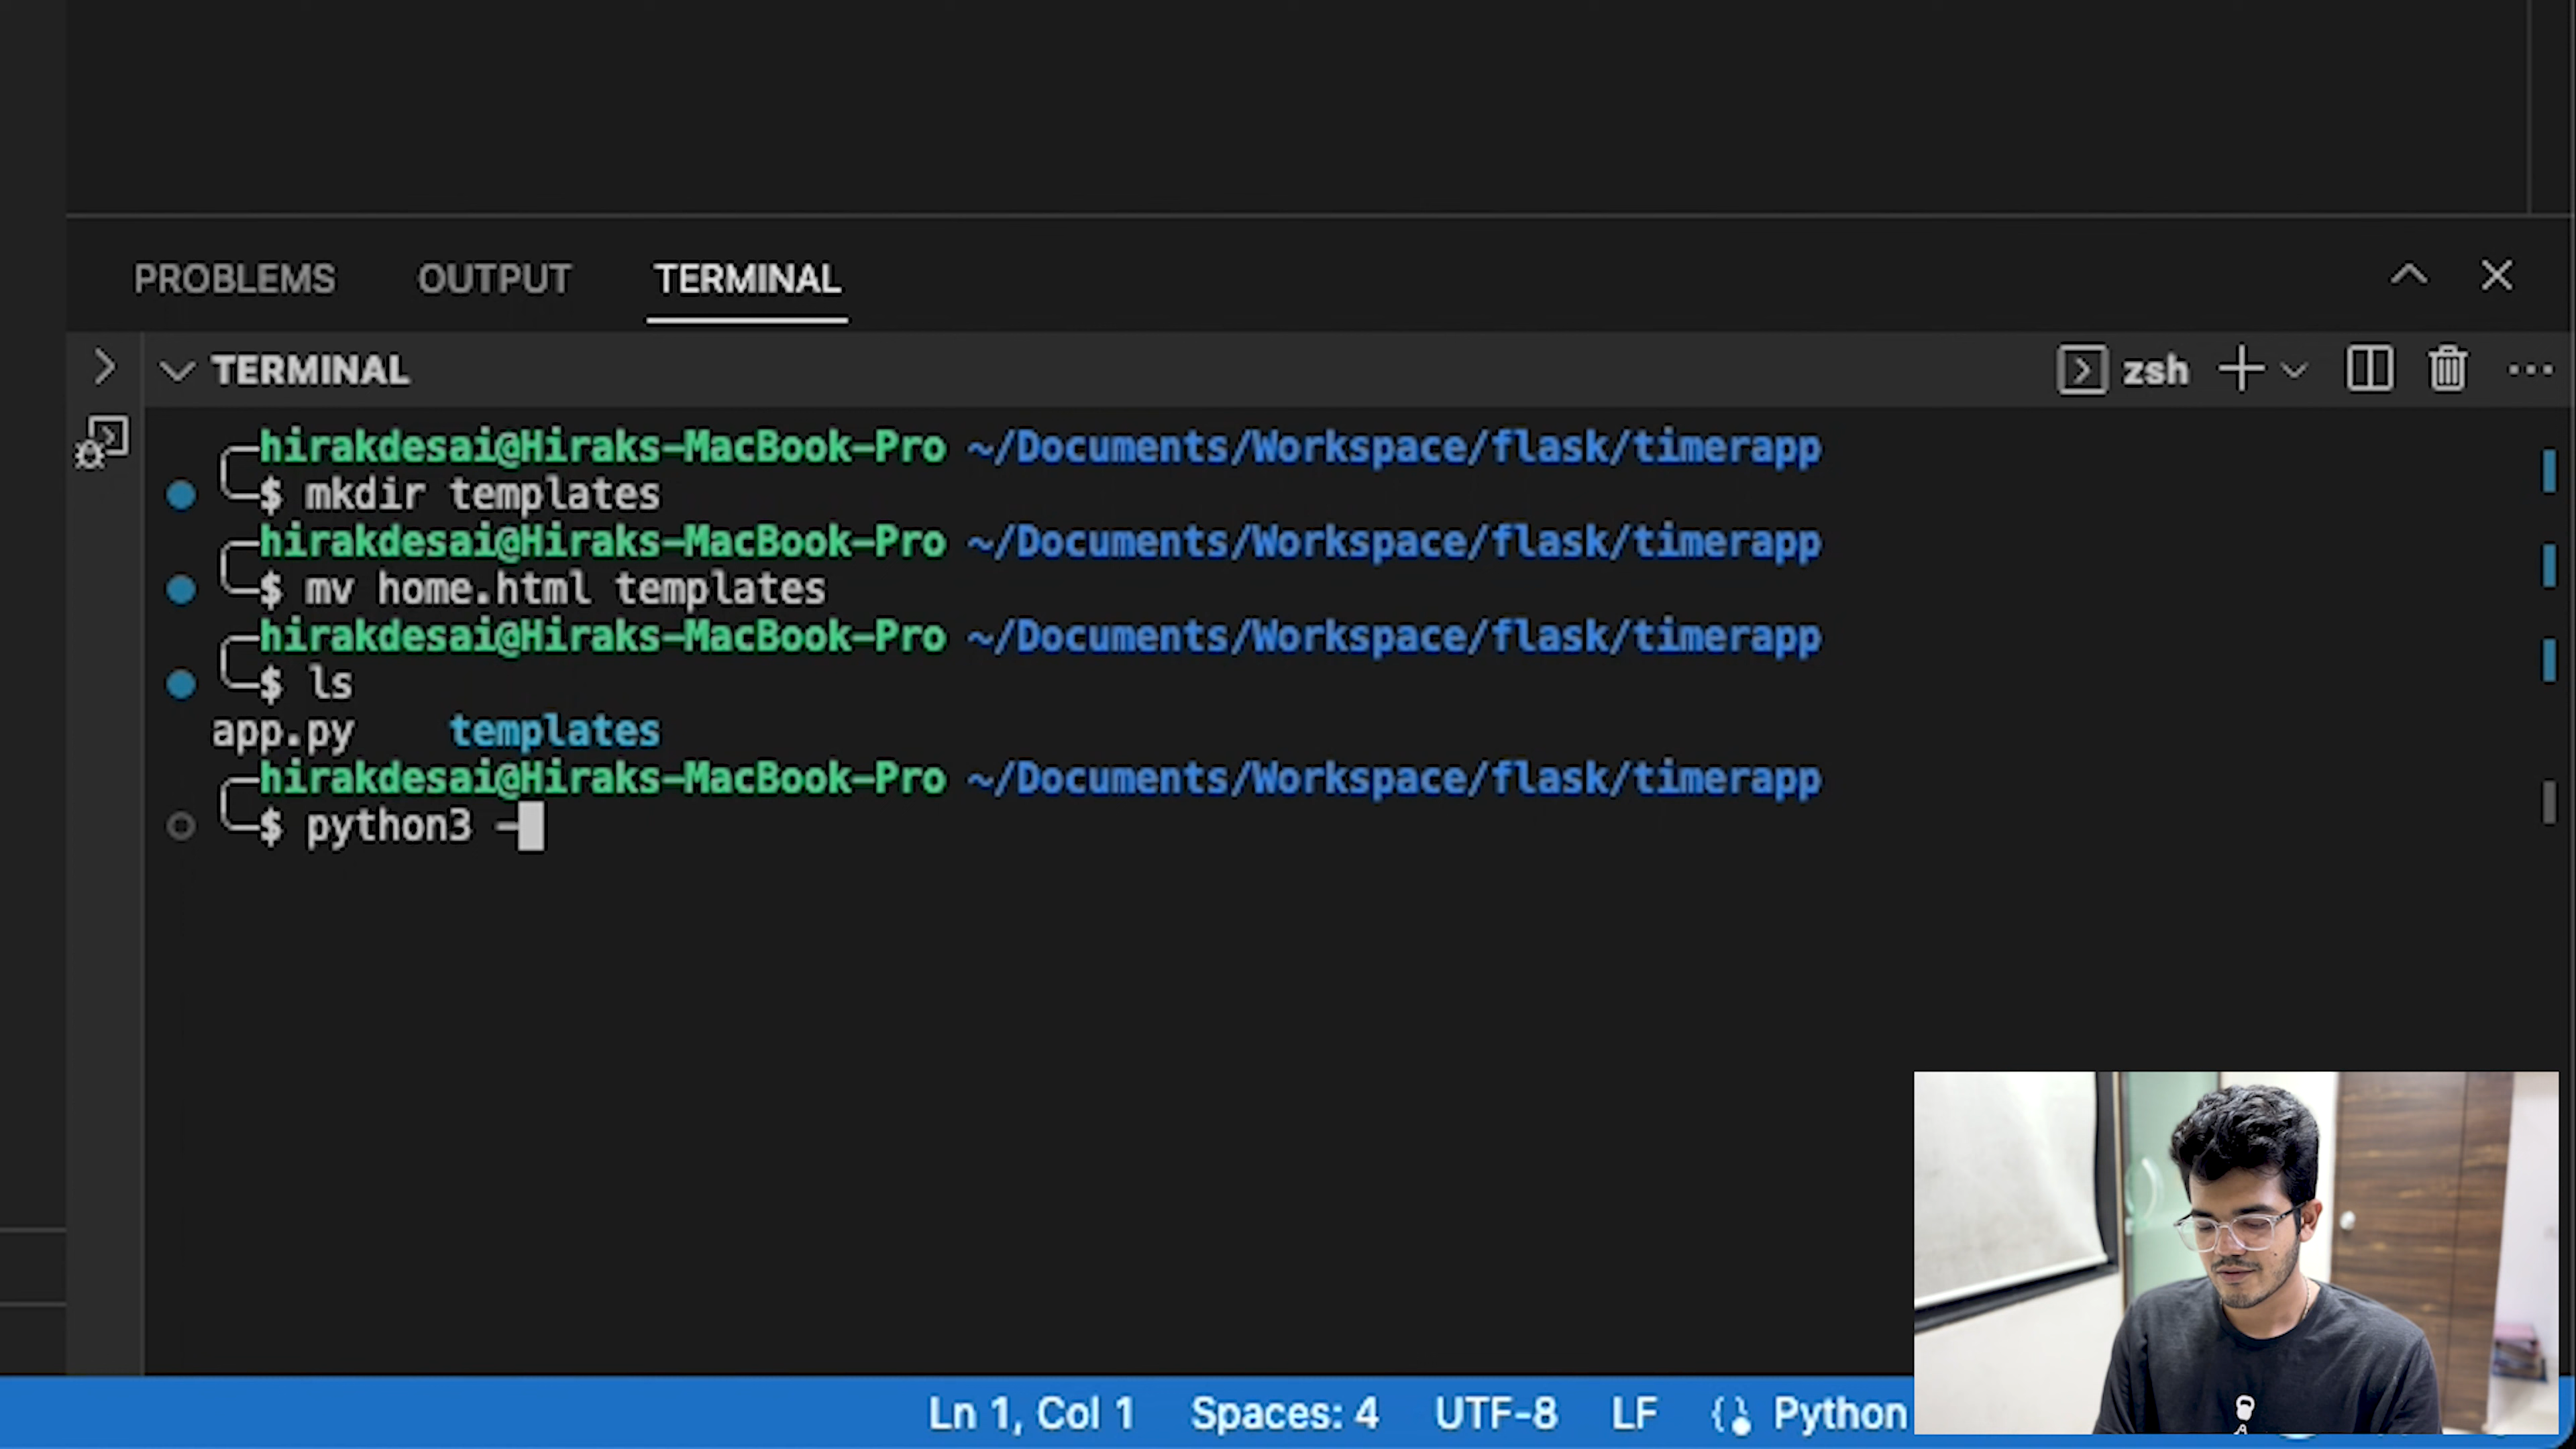 PROBLEMS OUTPUT TERMINAL
TERMINAL zsh
hirakdesai@Hiraks-MacBook-Pro ~/Documents/Workspace/flask/timerapp
$ mkdir templates
hirakdesai@Hiraks-MacBook-Pro ~/Documents/Workspace/flask/timerapp
$ mv home.html templates
hirakdesai@Hiraks-MacBook-Pro ~/Documents/Workspace/flask/timerapp
$ ls
app.py templates
hirakdesai@Hiraks-MacBook-Pro ~/Documents/Workspace/flask/timerapp
$ python3 -
Ln 1, Col 1 Spaces: 4 UTF-8 LF Python